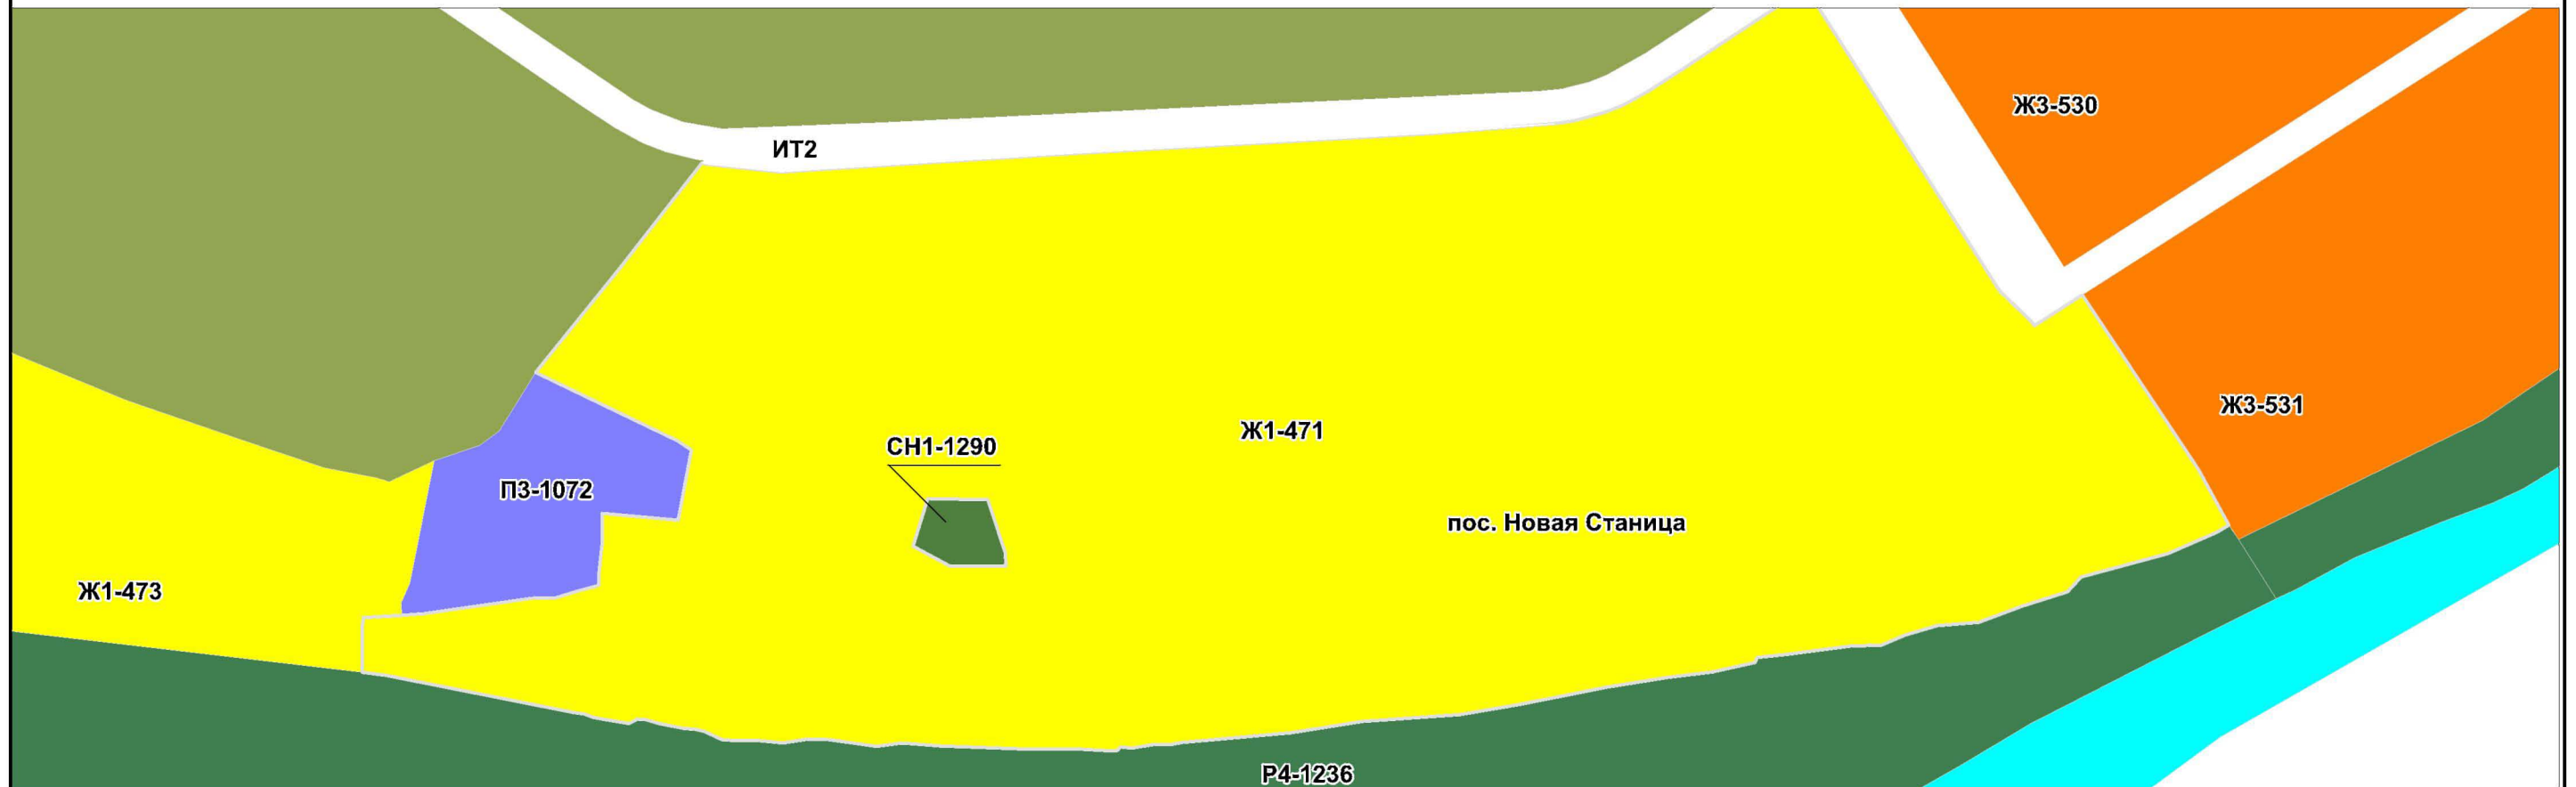 Ж3-530
ИТ2
Ж3-531
Ж1-471
СН1-1290
П3-1072
пос. Новая Станица
Ж1-473
Р4-1236